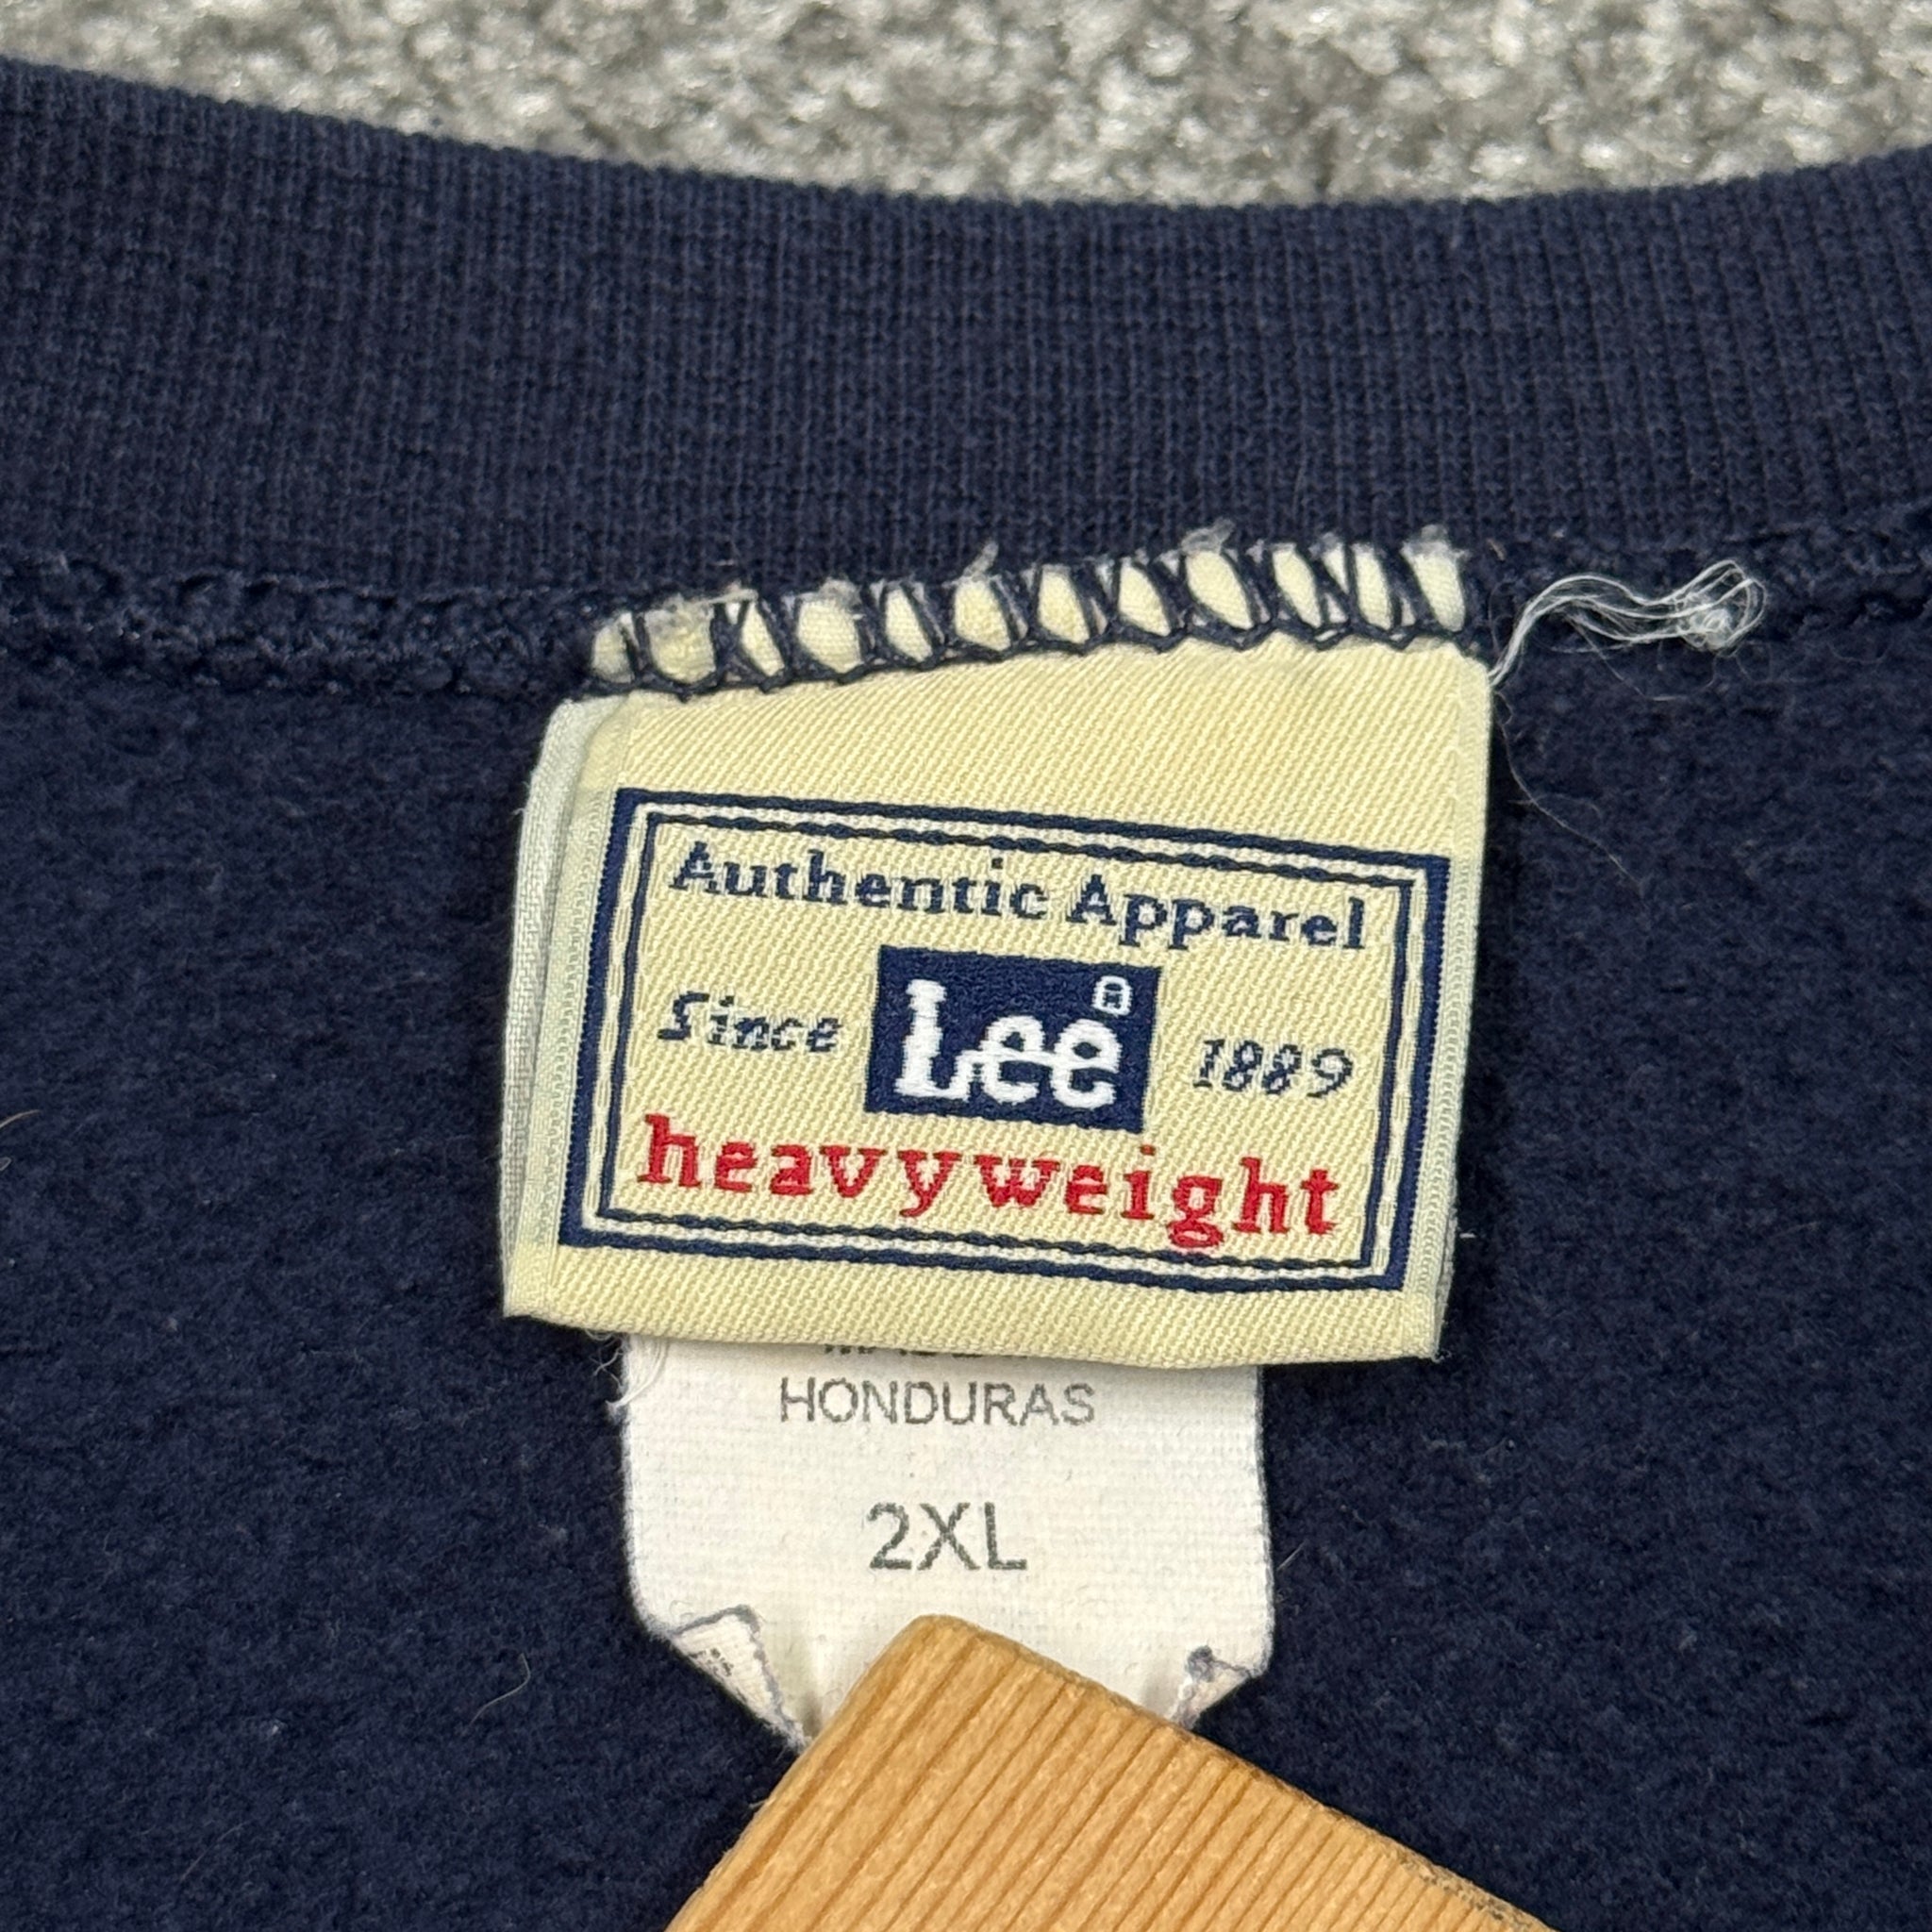 Authentic Apparel
Since Lee 1889
heavyweight
HONDURAS
2XL